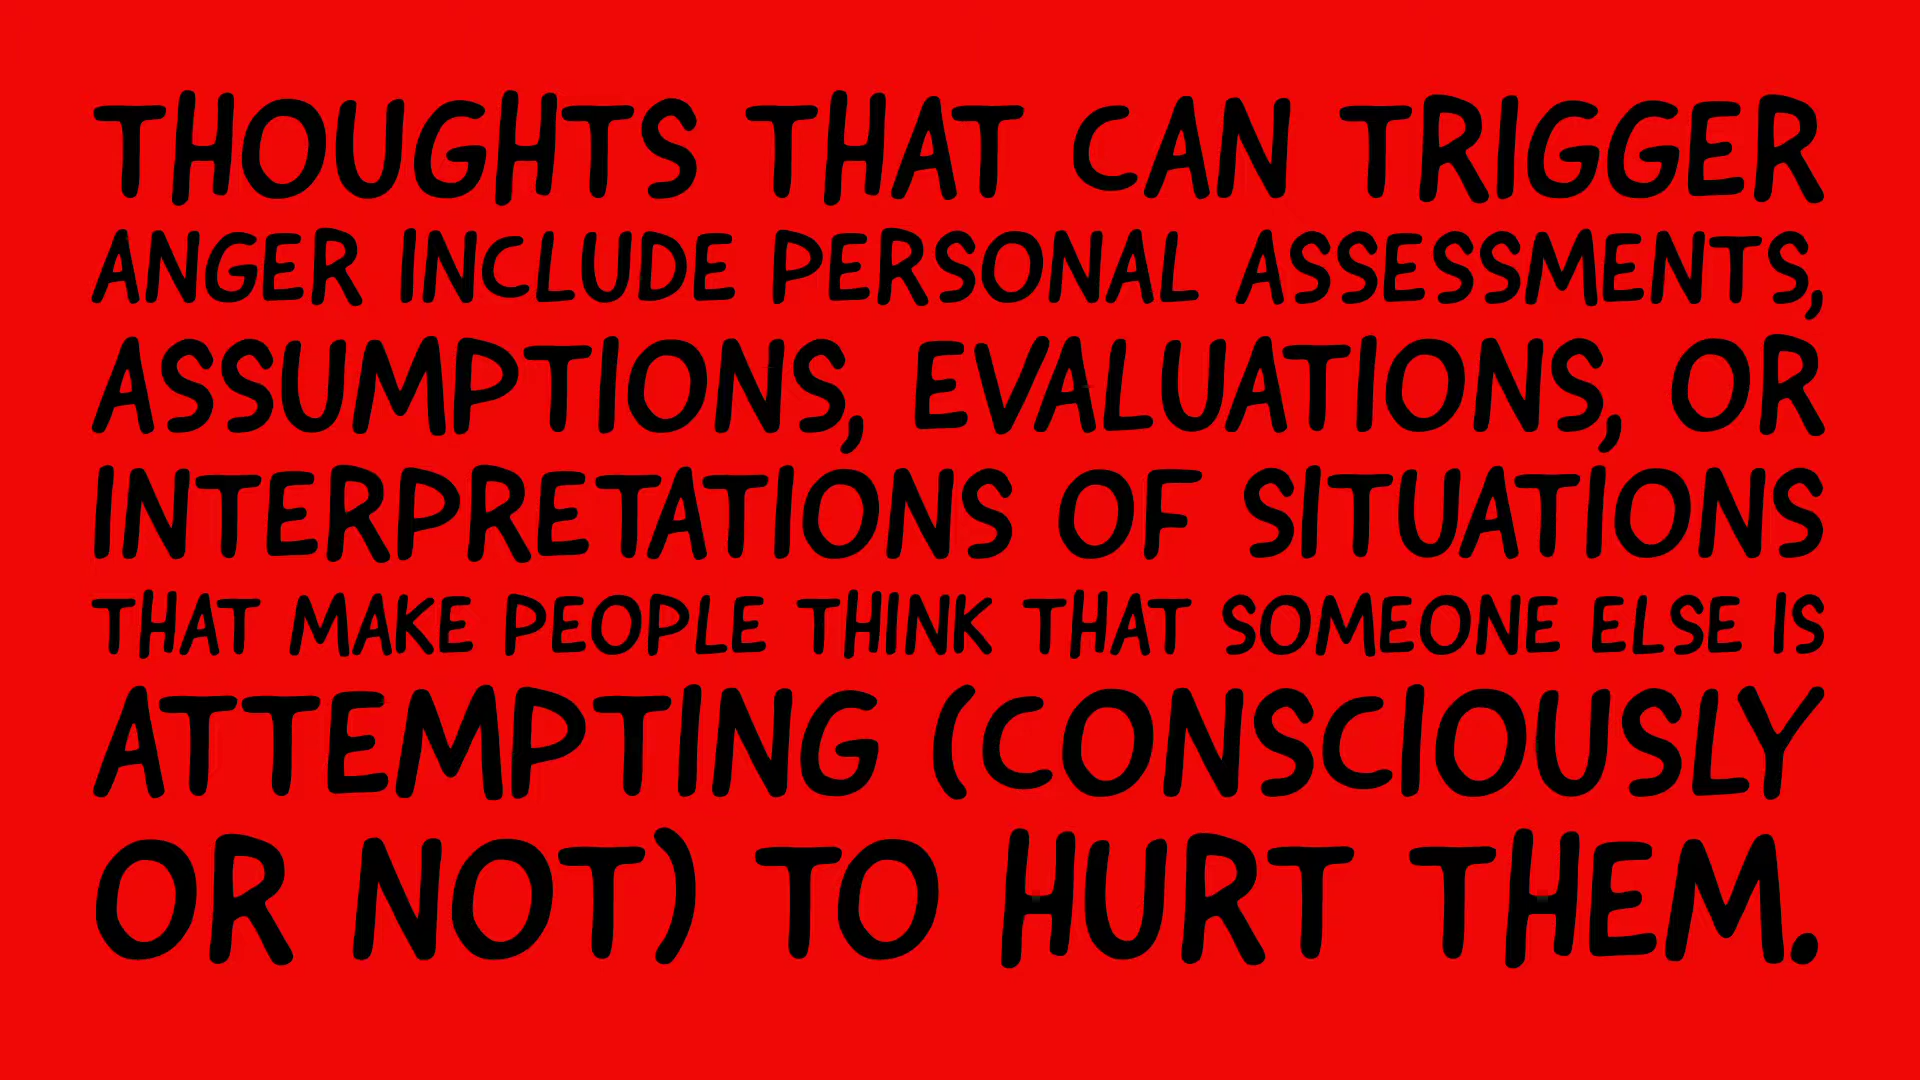 THOUGHTS THAT CAN TRIGGER
ANGER INCLUDE PERSONAL ASSESSMENTS,
ASSUMPTIONS, EVALUATIONS, OR
INTERPRETATIONS OF SITUATIONS
THAT MAKE PEOPLE THINK THAT SOMEONE ELSE IS
ATTEMPTING (CONSCIOUSLY
OR NOT) TO HURT THEM.